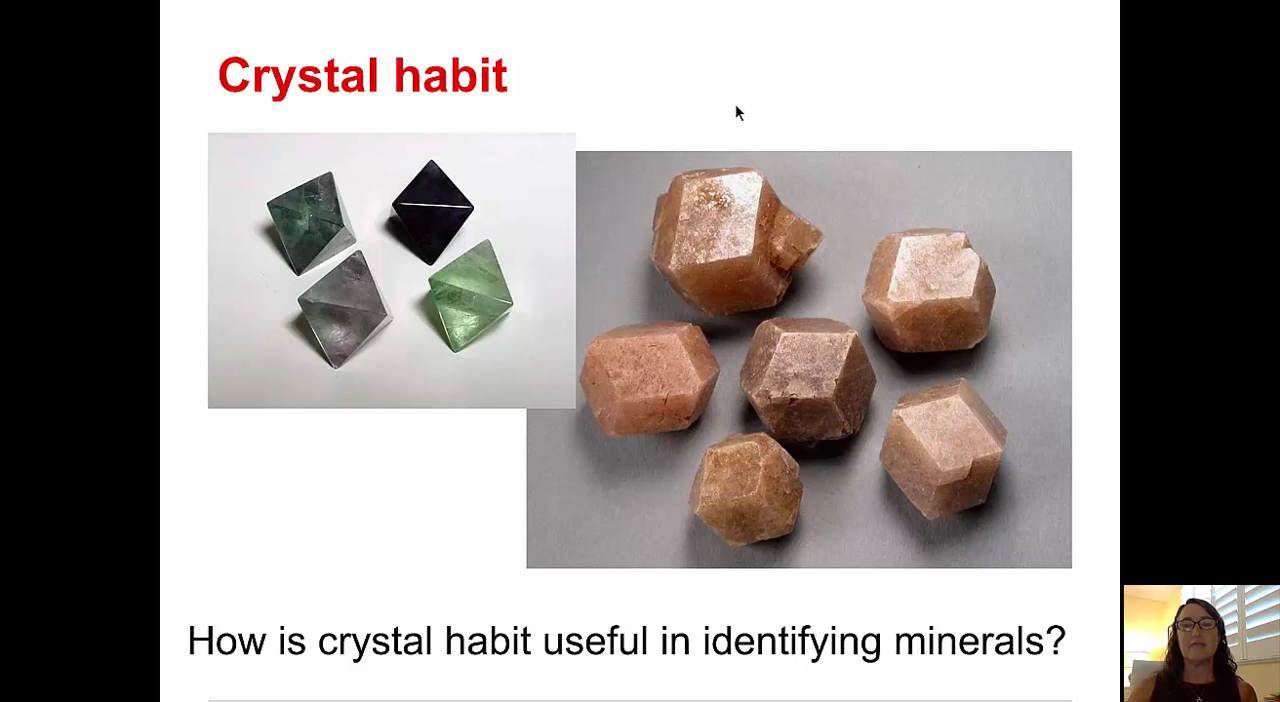 Crystal habit
How is crystal habit useful in identifying minerals?